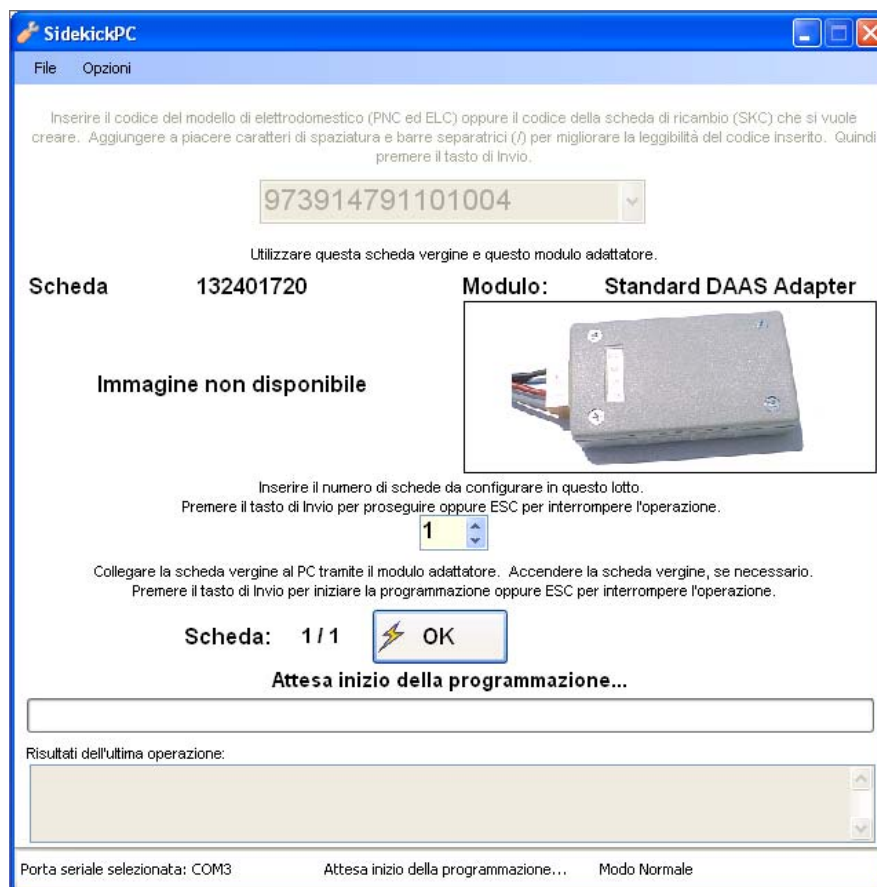 SidekickPC
File Opzioni
Inserire il codice del modello di elettrodomestico (PNC ed ELC) oppure il codice della scheda di ricambio (SKC) che si vuole
creare. Aggiungere a piacere caratteri di spaziatura e barre separatrici (/) per migliorare la leggibilità del codice inserito. Quindi
premere il tasto di Invio.
973914791101004
Utilizzare questa scheda vergine e questo modulo adattatore.
Scheda 132401720 Modulo: Standard DAAS Adapter
Immagine non disponibile
Inserire il numero di schede da configurare in questo lotto.
Premere il tasto di Invio per proseguire oppure ESC per interrompere l'operazione.
1
Collegare la scheda vergine al PC tramite il modulo adattatore. Accendere la scheda vergine, se necessario.
Premere il tasto di Invio per iniziare la programmazione oppure ESC per interrompere l'operazione.
Scheda: 1 / 1 OK
Attesa inizio della programmazione...
Risultati dell'ultima operazione:
Porta seriale selezionata: COM3 Attesa inizio della programmazione... Modo Normale